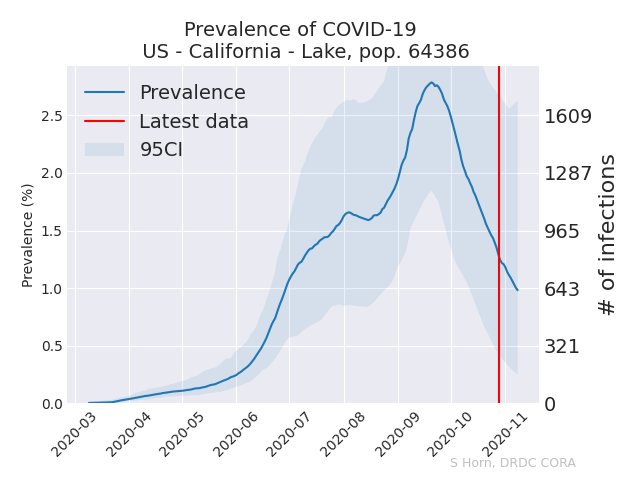 Prevalence of COVID-19
US - California - Lake, pop. 64386
Prevalence
Latest data
95CI
Prevalence (%)
2.5
2.0
1.5
1.0
0.5
0.0
1609
1287
965
643
321
0
# of infections
2020-03
2020-04
2020-05
2020-06
2020-07
2020-08
2020-09
2020-10
2020-11
S Horn, DRDC CORA